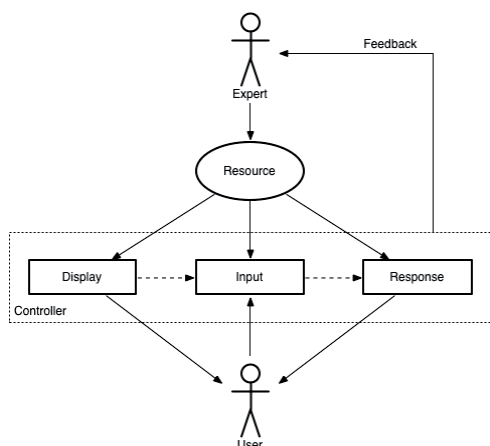 Feedback
Expert
Resource
Display
Input
Response
Controller
User